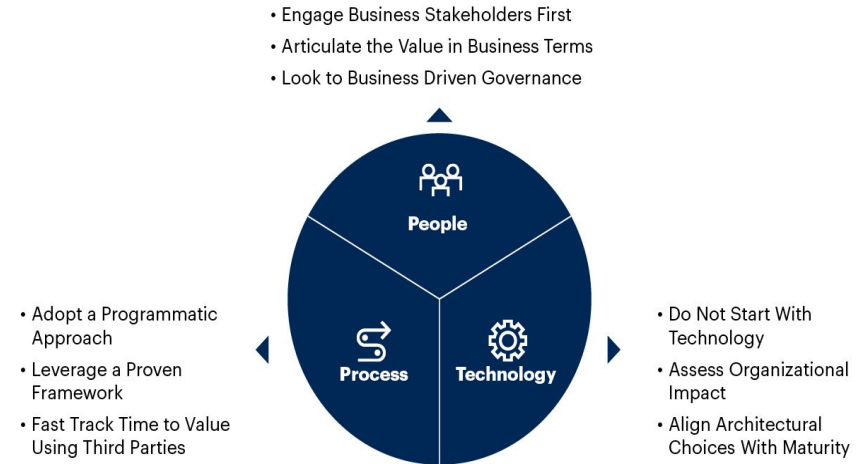 • Engage Business Stakeholders First
• Articulate the Value in Business Terms
• Look to Business Driven Governance
People
• Adopt a Programmatic
Approach
• Leverage a Proven
Framework
• Fast Track Time to Value
Using Third Parties
Process
Technology
• Do Not Start With
Technology
• Assess Organizational
Impact
• Align Architectural
Choices With Maturity